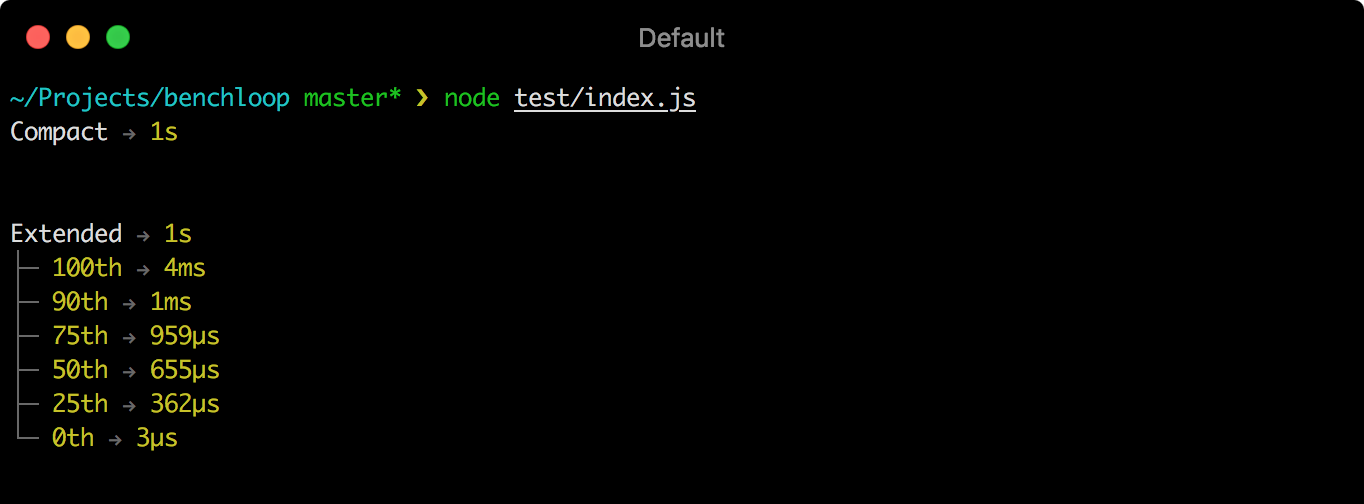 Default
~/Projects/benchloop master* ❯ node test/index.js
Compact → 1s
Extended → 1s
├─ 100th → 4ms
├─ 90th → 1ms
├─ 75th → 959µs
├─ 50th → 655µs
├─ 25th → 362µs
└─ 0th → 3µs